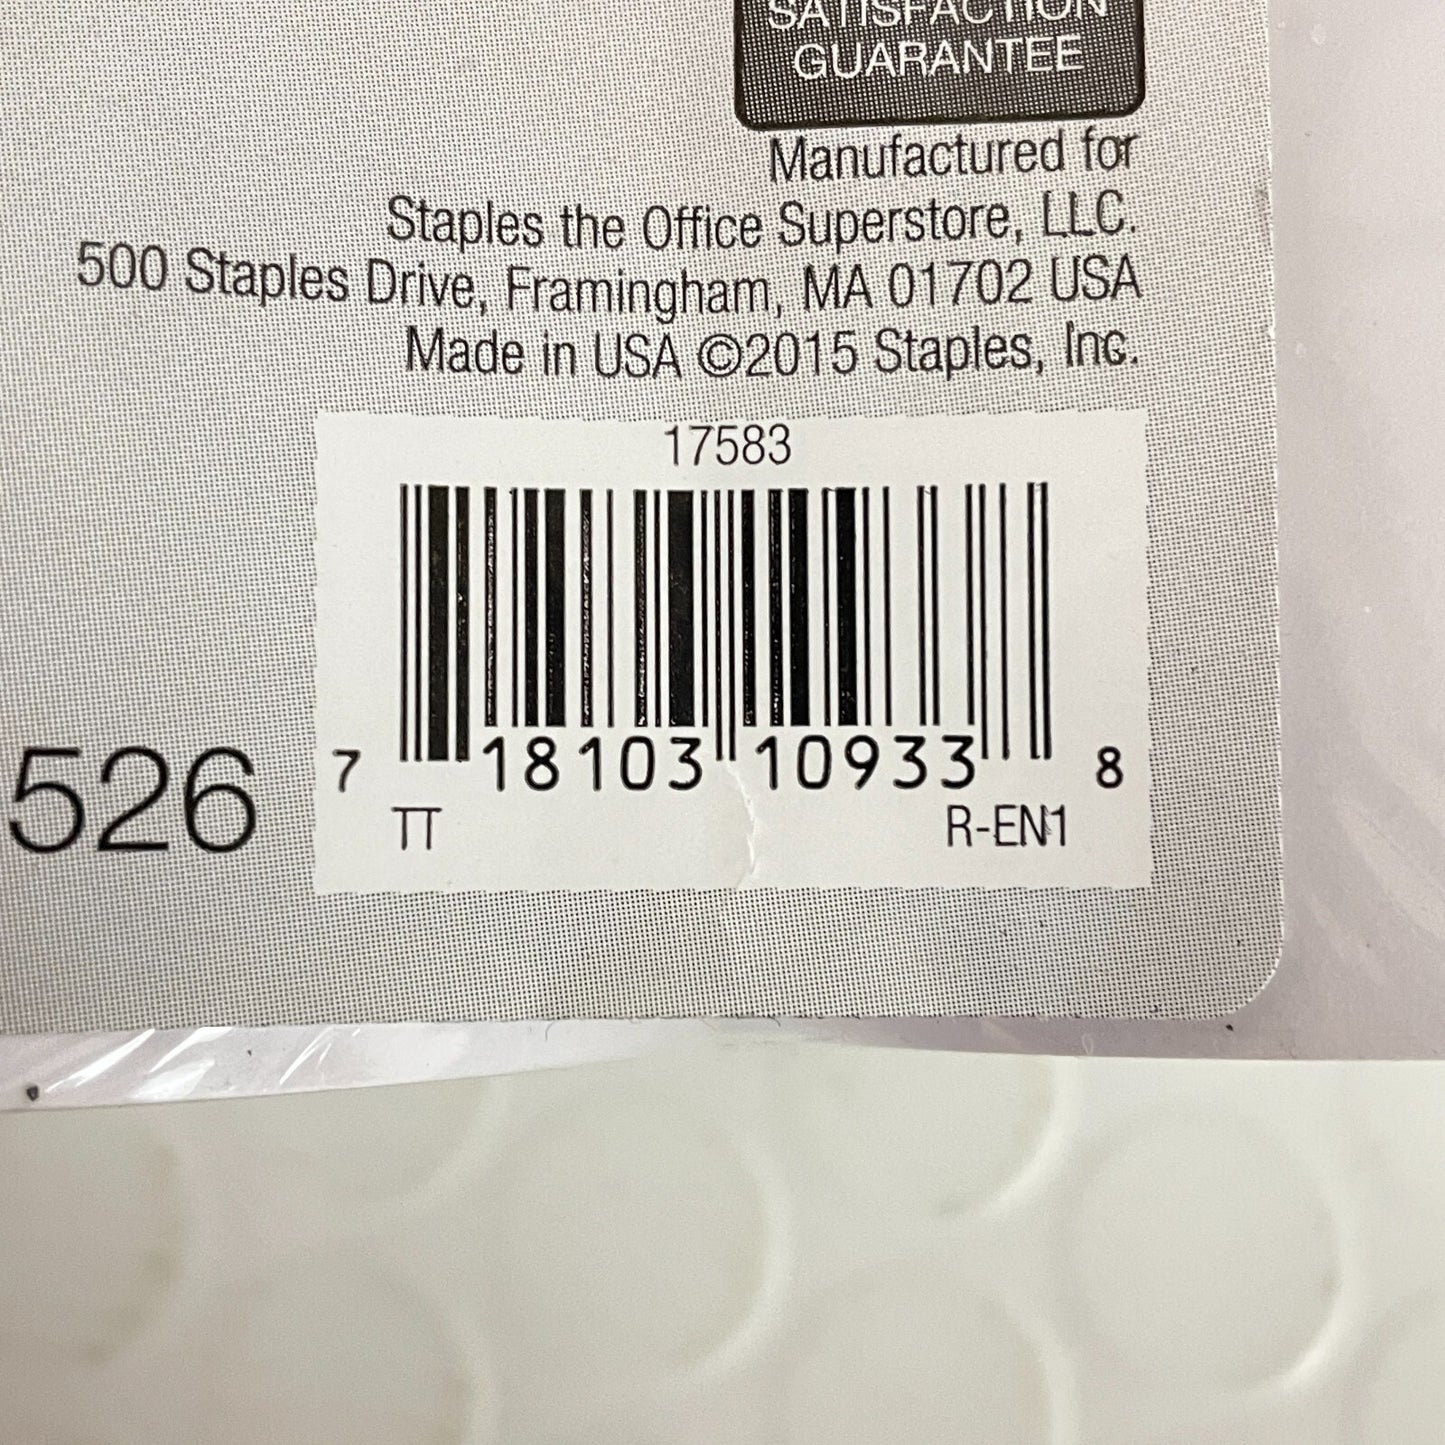 SATISFACTION
GUARANTEE
Manufactured for
Staples the Office Superstore, LLC.
500 Staples Drive, Framingham, MA 01702 USA
Made in USA ©2015 Staples, Inc.
17583
526
7 18103 10933 8
TT R-EN1